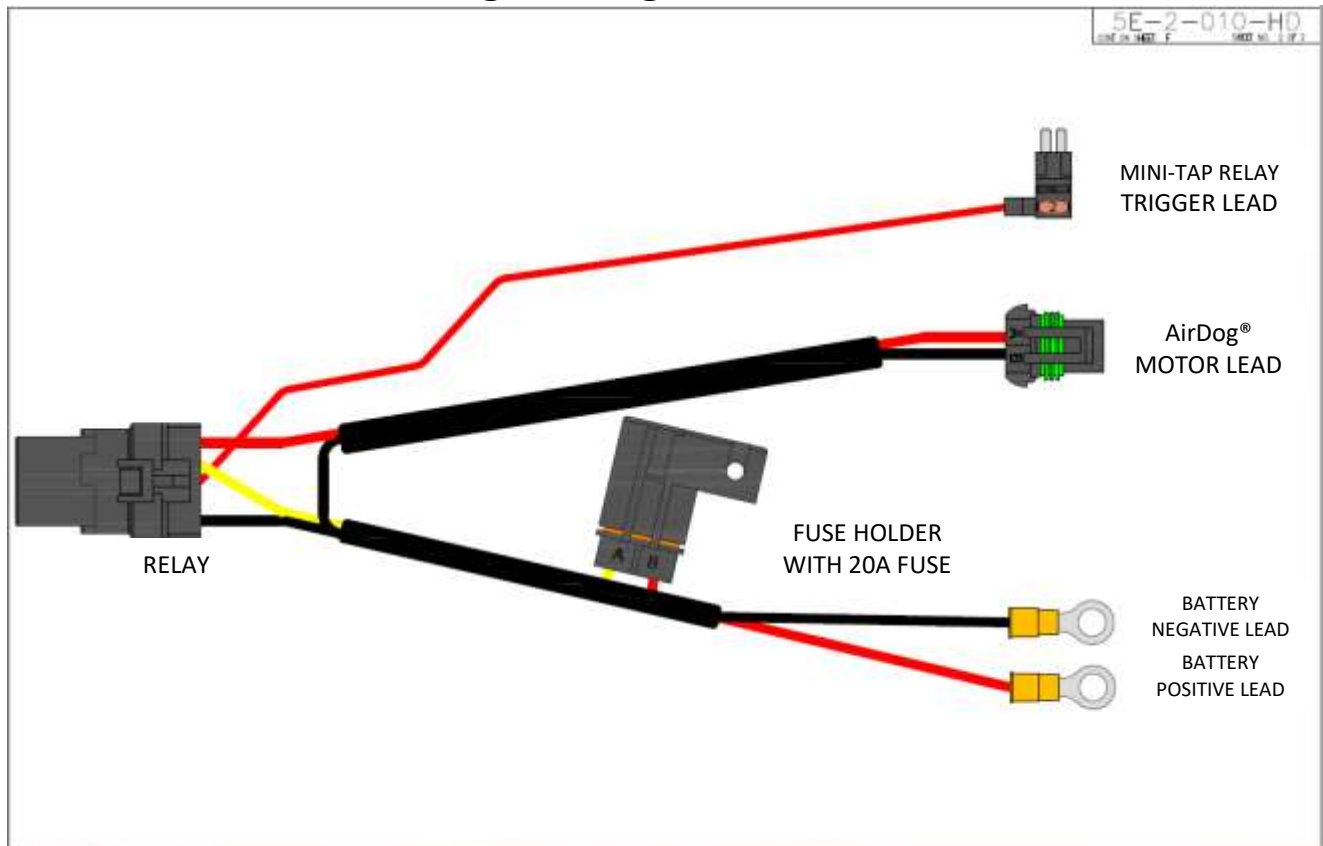 5E-2-010-HD
MINI-TAP RELAY
TRIGGER LEAD
AirDog®
MOTOR LEAD
A
B
A B
FUSE HOLDER
WITH 20A FUSE
RELAY
BATTERY
NEGATIVE LEAD
BATTERY
POSITIVE LEAD